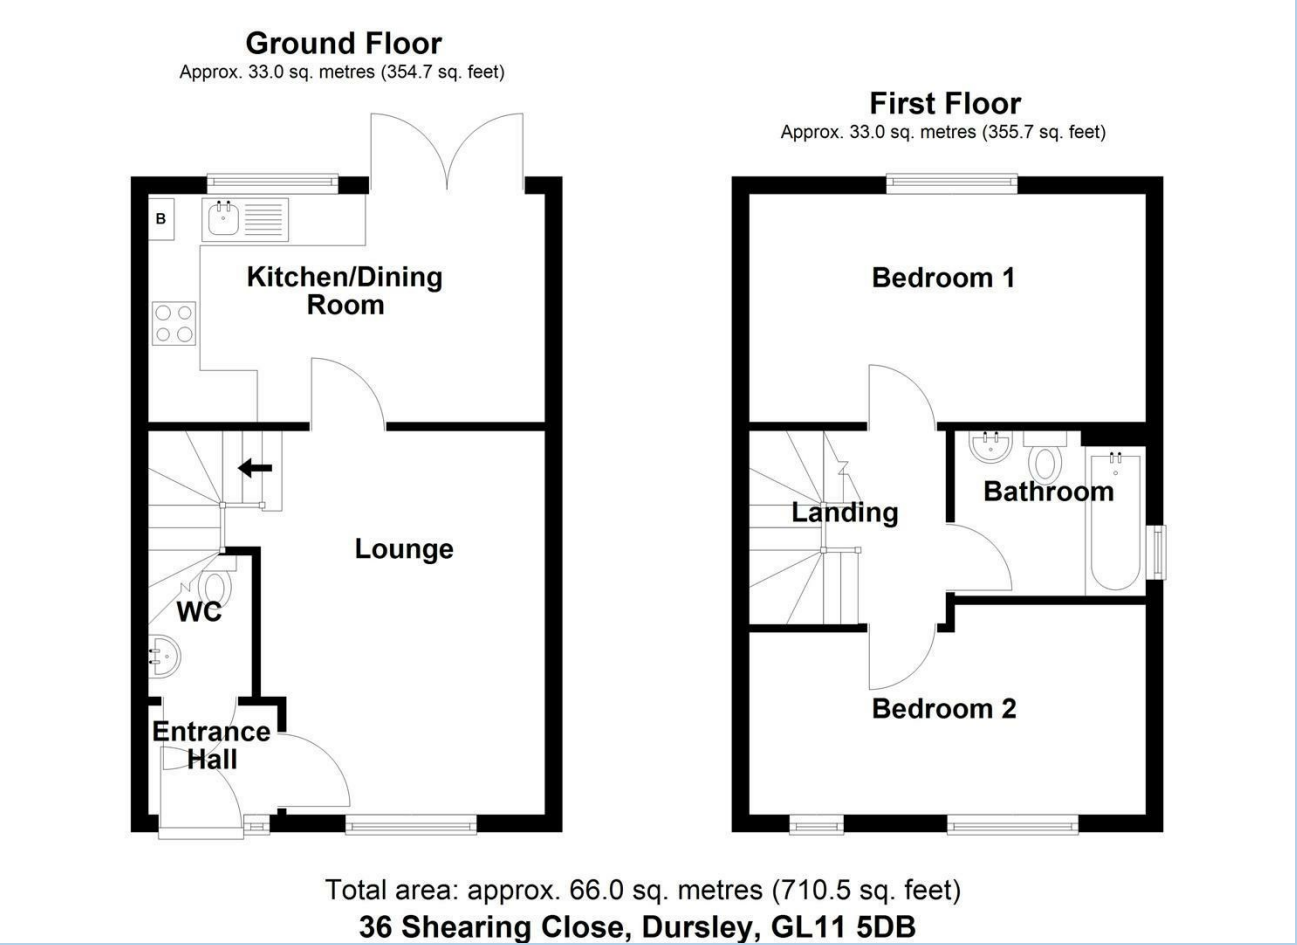 Ground Floor
Approx. 33.0 sq. metres (354.7 sq. feet)
First Floor
Approx. 33.0 sq. metres (355.7 sq. feet)
B
Kitchen/Dining
Room
Bedroom 1
Lounge
Landing
Bathroom
WC
Entrance
Hall
Bedroom 2
Total area: approx. 66.0 sq. metres (710.5 sq. feet)
36 Shearing Close, Dursley, GL11 5DB